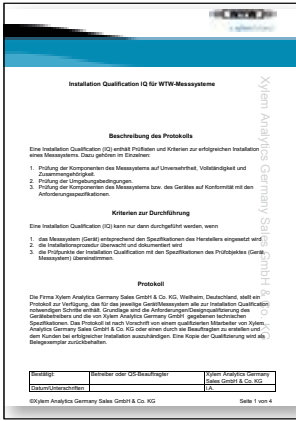 WTW
a xylem brand
Installation Qualification IQ für WTW-Messsysteme
Beschreibung des Protokolls
Eine Installation Qualification (IQ) enthält Prüflisten und Kriterien zur erfolgreichen Installation
eines Messsystems. Dazu gehören im Einzelnen:
1. Prüfung der Komponenten des Messsystems auf Unversehrtheit, Vollständigkeit und
Zusammengehörigkeit.
2. Prüfung der Umgebungsbedingungen.
3. Prüfung der Komponenten des Messsystems bzw. des Gerätes auf Konformität mit den
Anforderungsspezifikationen.
Kriterien zur Durchführung
Eine Installation Qualification (IQ) kann nur dann durchgeführt werden, wenn
1. das Messsystem (Gerät) entsprechend den Spezifikationen des Herstellers eingesetzt wird
2. die Installationsprozedur überwacht und dokumentiert wird
3. die Prüfpunkte der Installation Qualification mit den Spezifikationen des Prüfobjektes (Gerät,
Messsystem) übereinstimmen.
Protokoll
Die Firma Xylem Analytics Germany Sales GmbH & Co. KG, Weilheim, Deutschland, stellt ein
Protokoll zur Verfügung, das für das jeweilige Gerät/Messsystem alle zur Installation Qualification
notwendigen Schritte enthält. Grundlage sind die Anforderungen/Designqualifizierung des
Gerätebetreibers und die von Xylem Analytics Germany GmbH gegebenen technischen
Spezifikationen. Das Protokoll ist nach Vorschrift von einem qualifizierten Mitarbeiter von Xylem
Analytics Germany Sales GmbH & Co. KG oder einen durch sie Beauftragten zu erstellen und
dem Kunden bei erfolgreicher Installation auszuhändigen. Eine Kopie der Qualifizierung wird als
Belegexemplar zurückbehalten.
Bestätigt: Betreiber oder QS-Beauftragter Xylem Analytics Germany
Sales GmbH & Co. KG
Datum/Unterschriften i.A.
©Xylem Analytics Germany Sales GmbH & Co. KG Seite 1 von 4
Xylem Analytics Germany Sales GmbH & Co. KG